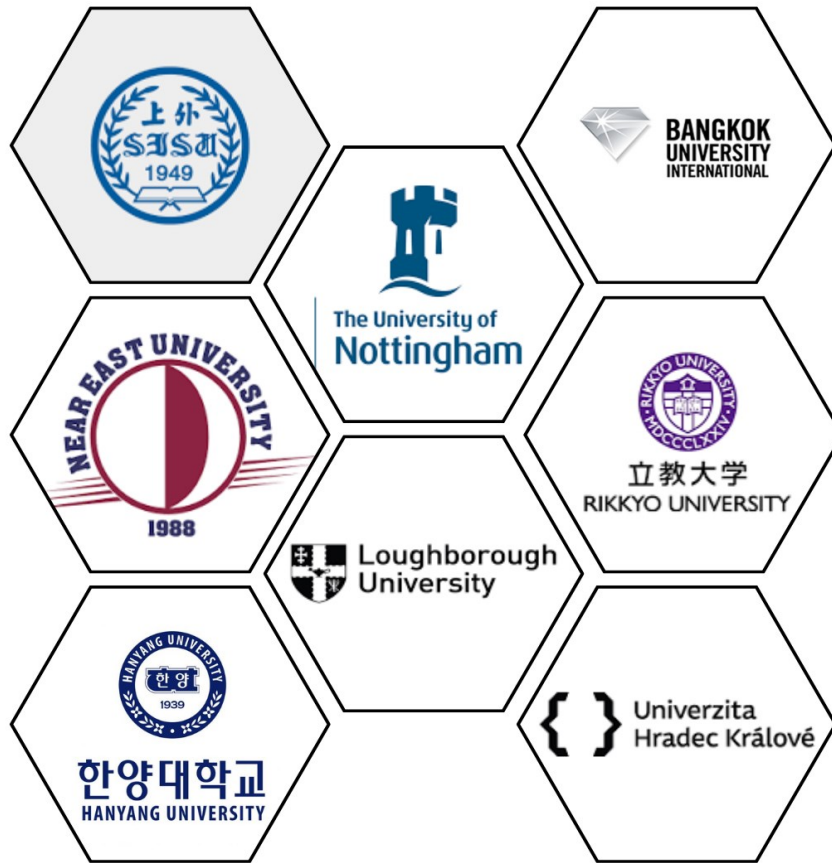 上外
SISU
1949
BANGKOK
UNIVERSITY
INTERNATIONAL
The University of
Nottingham
NEAR EAST UNIVERSITY
1988
RIKKYO UNIVERSITY
MDCCCLXXIV
立教大学
RIKKYO UNIVERSITY
Loughborough
University
HANYANG UNIVERSITY
한양
1939
한양대학교
HANYANG UNIVERSITY
Univerzita
Hradec Králové